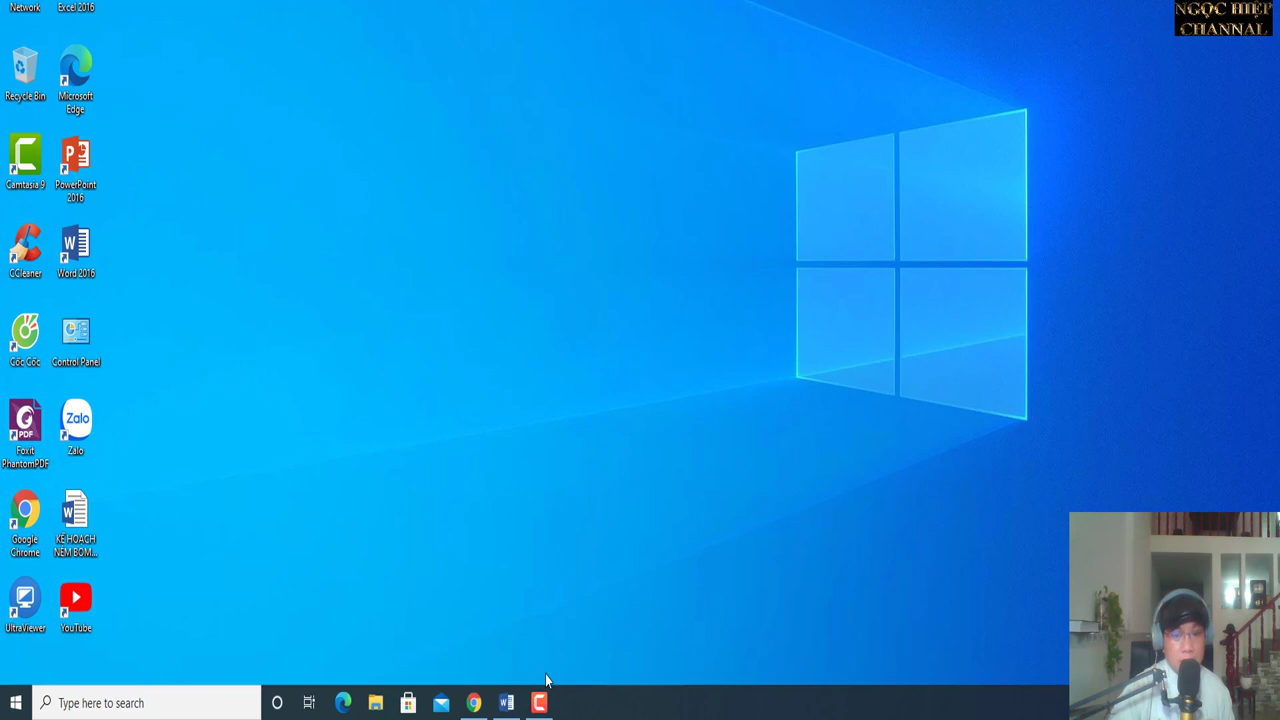 NGỌC HIỆP
CHANNAL
Network
Excel 2016
Recycle Bin
Microsoft
Edge
Camtasia 9
PowerPoint
2016
CCleaner
Word 2016
Cốc Cốc
Control Panel
Foxit
PhantomPDF
Zalo
Zalo
Google
Chrome
KẾ HOẠCH
NÉM BOM...
UltraViewer
YouTube
Type here to search